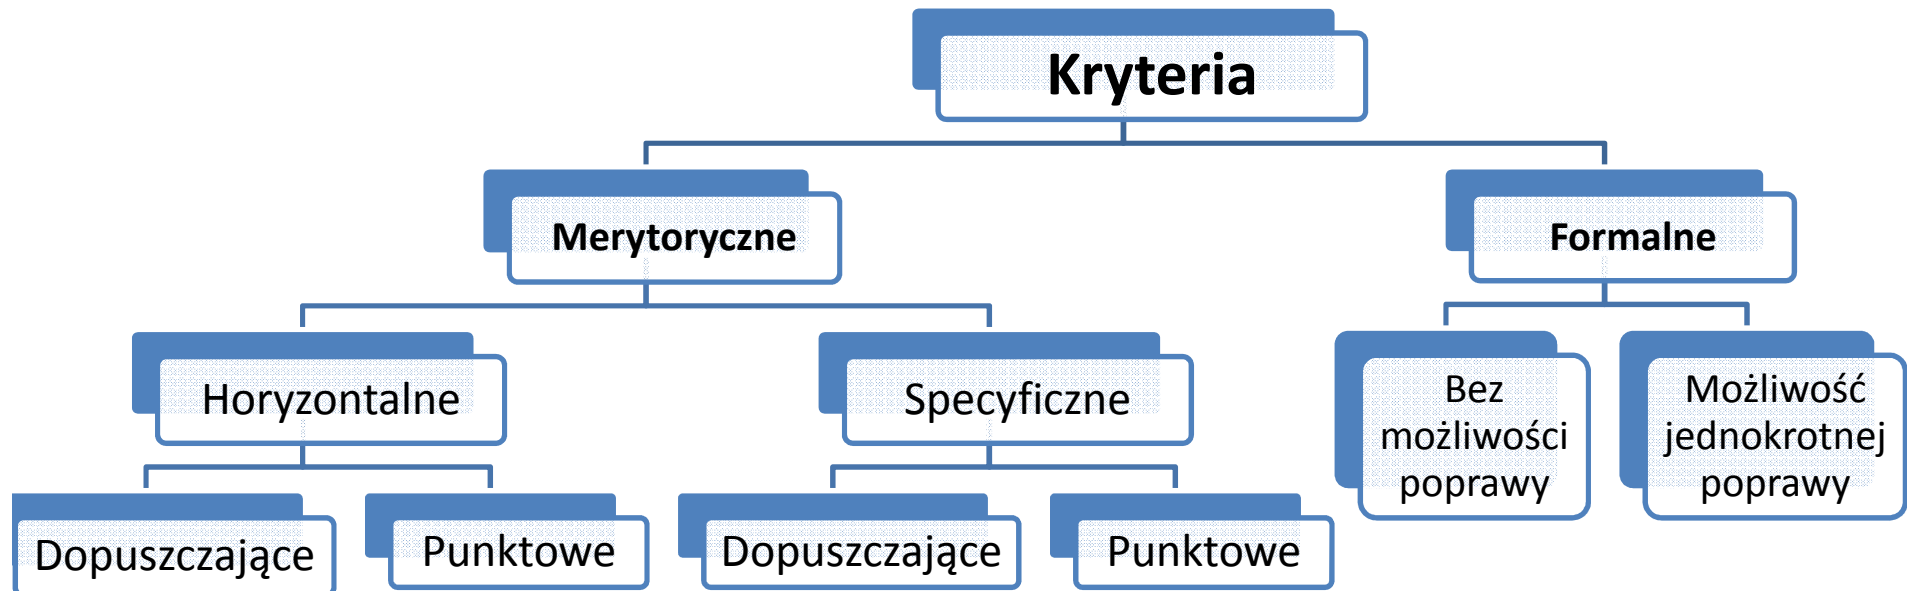 Kryteria
Merytoryczne
Formalne
Horyzontalne
Specyficzne
Bez
możliwości
poprawy
Możliwość
jednokrotnej
poprawy
Dopuszczające
Punktowe
Dopuszczające
Punktowe